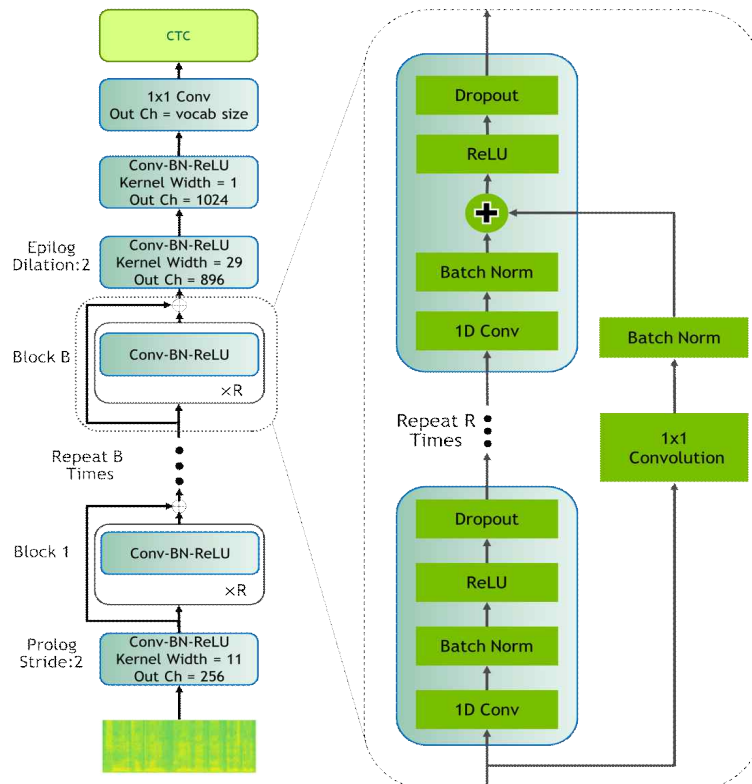 CTC
1x1 Conv
Out Ch = vocab size
Conv-BN-ReLU
Kernel Width = 1
Out Ch = 1024
Epilog
Dilation:2
Conv-BN-ReLU
Kernel Width = 29
Out Ch = 896
Block B
Conv-BN-ReLU
×R
Repeat B
Times
Block 1
Conv-BN-ReLU
×R
Prolog
Stride:2
Conv-BN-ReLU
Kernel Width = 11
Out Ch = 256
Dropout
ReLU
Batch Norm
1D Conv
Batch Norm
Repeat R
Times
1x1
Convolution
Dropout
ReLU
Batch Norm
1D Conv